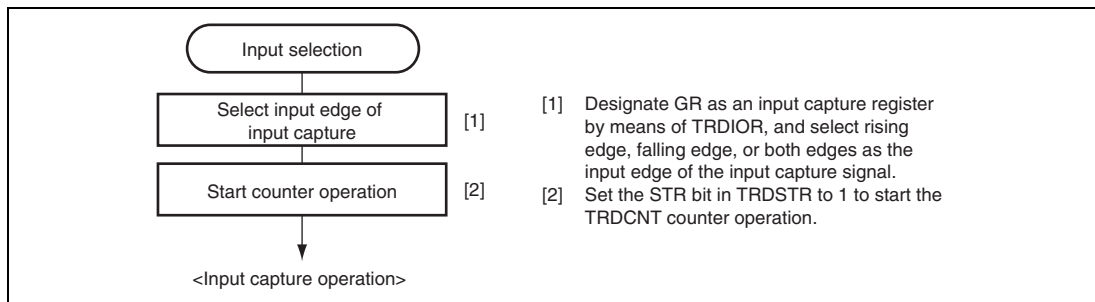 Input selection
Select input edge of
input capture
[1]
Start counter operation
[2]
<Input capture operation>
[1] Designate GR as an input capture register
by means of TRDIOR, and select rising
edge, falling edge, or both edges as the
input edge of the input capture signal.
[2] Set the STR bit in TRDSTR to 1 to start the
TRDCNT counter operation.